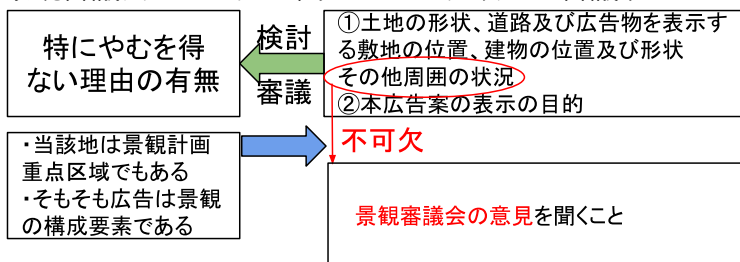 特にやむを得
ない理由の有無
検討
審議
①土地の形状、道路及び広告物を表示す
る敷地の位置、建物の位置及び形状
その他周囲の状況
②本広告案の表示の目的
・当該地は景観計画
重点区域でもある
・そもそも広告は景観
の構成要素である
不可欠
景観審議会の意見を聞くこと